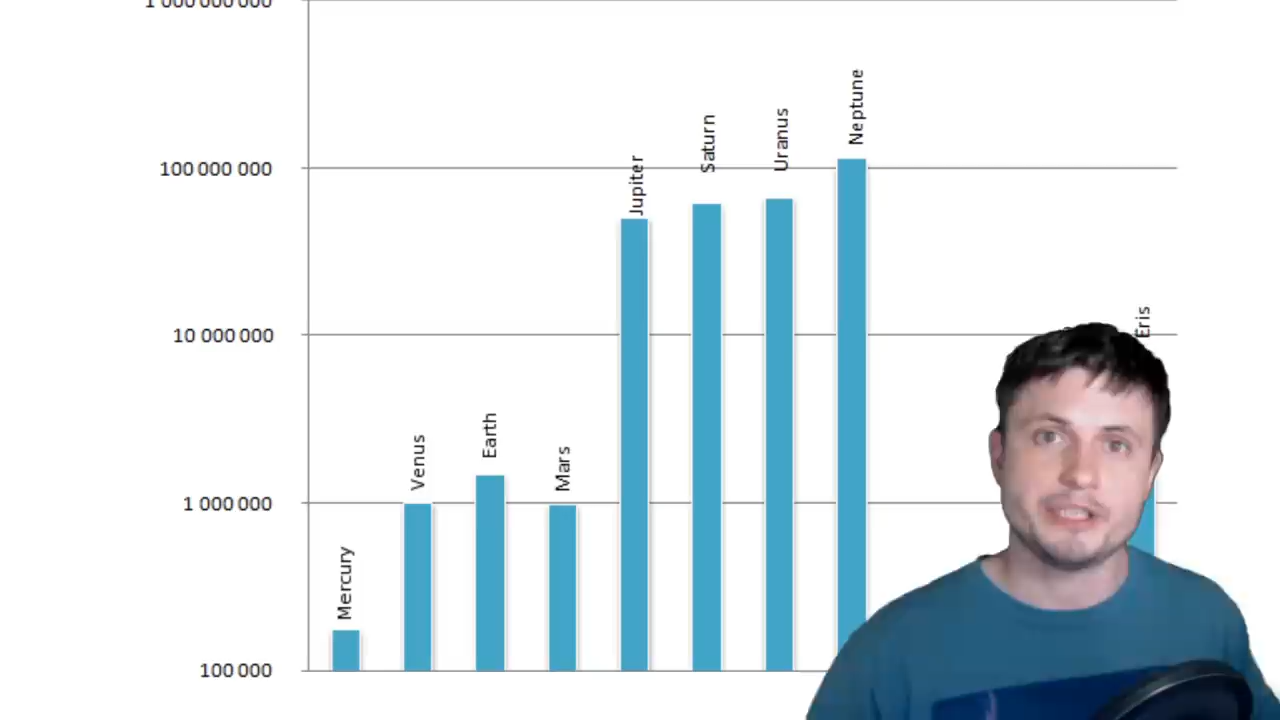 1 000 000 000
100 000 000
10 000 000
1 000 000
100 000
Mercury
Venus
Earth
Mars
Jupiter
Saturn
Uranus
Neptune
Eris